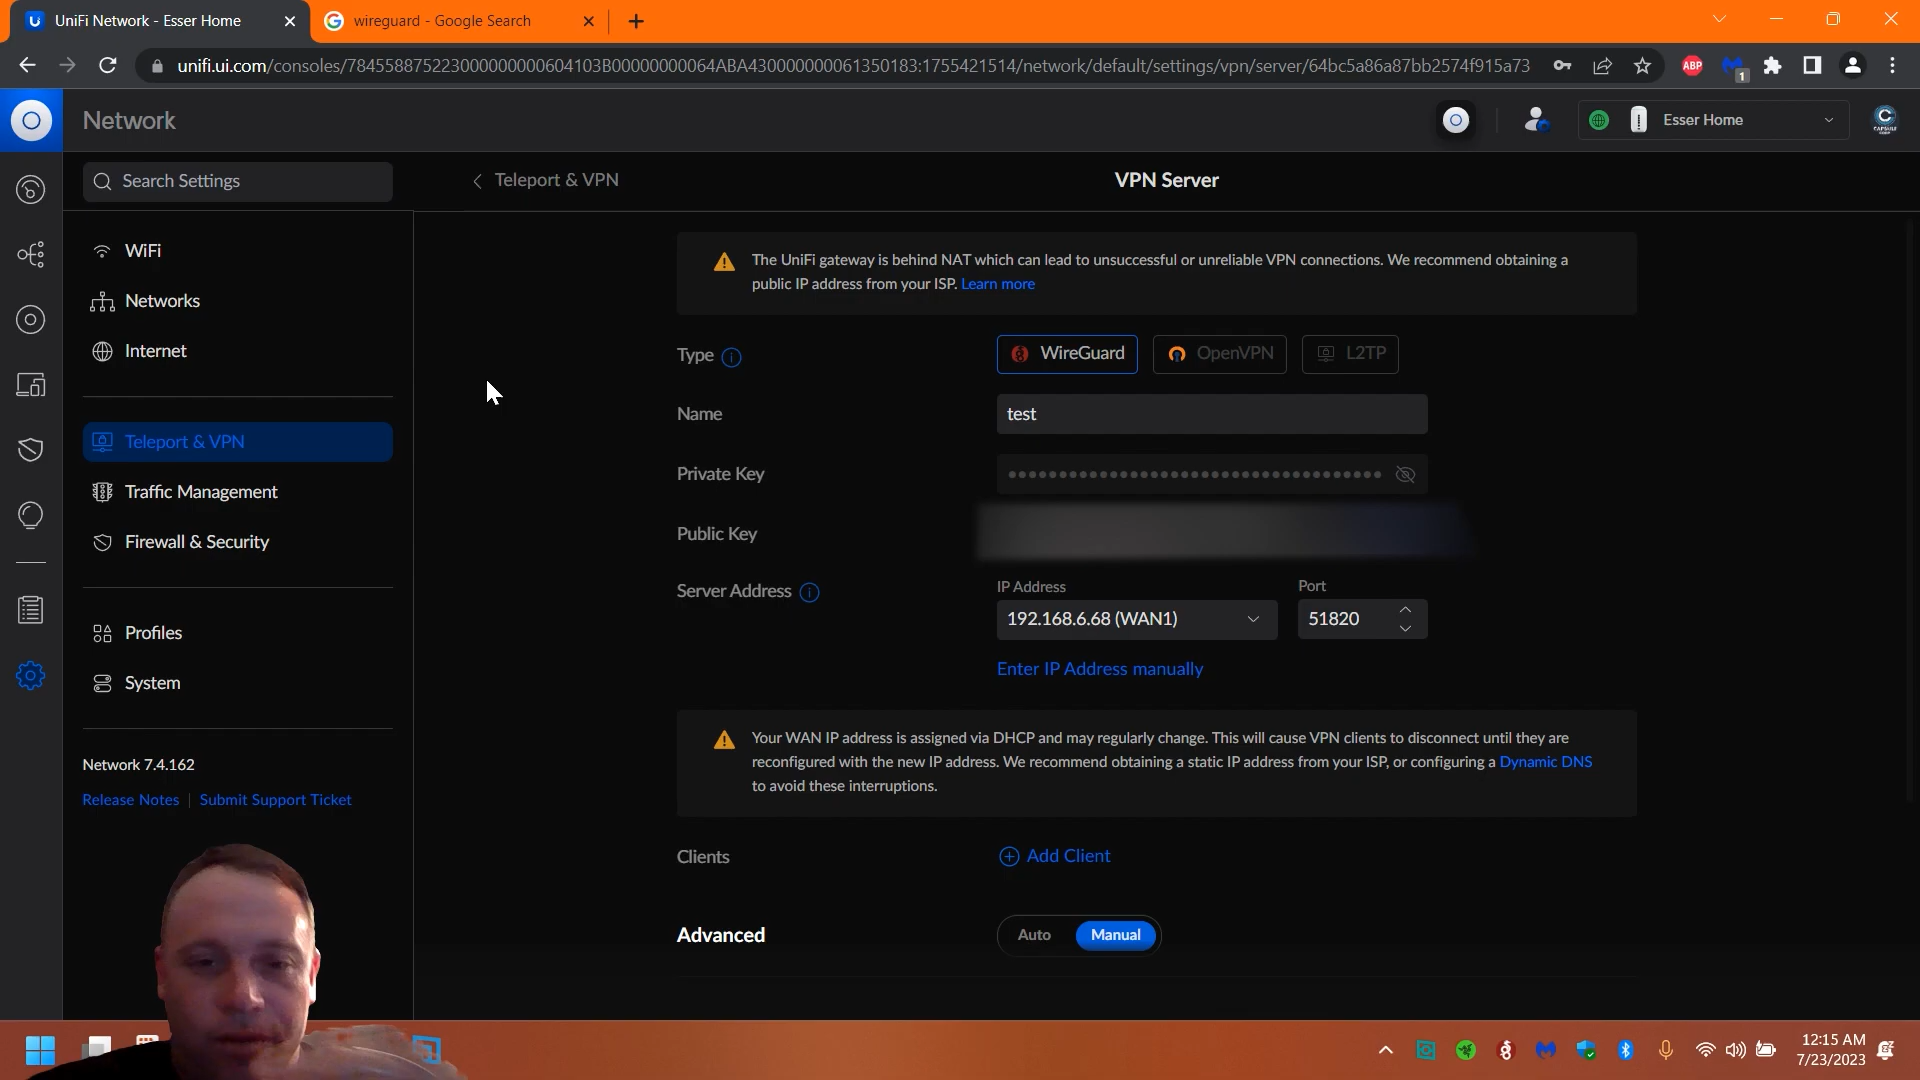 UniFi Network - Esser Home
wireguard - Google Search
unifi.ui.com/consoles/784558875223000000000604103B00000000064ABA430000000061350183:1755421514/network/default/settings/vpn/server/64bc5a86a87bb2574f915a73
ABP
1
Network
Esser Home
CAPSULE
CORP
Search Settings
Teleport & VPN
VPN Server
WiFi
Networks
Internet
Teleport & VPN
Traffic Management
Firewall & Security
Profiles
System
Network 7.4.162
Release Notes
Submit Support Ticket
The UniFi gateway is behind NAT which can lead to unsuccessful or unreliable VPN connections. We recommend obtaining a
public IP address from your ISP. Learn more
Type
WireGuard
OpenVPN
L2TP
Name
test
Private Key
Public Key
Server Address
IP Address
Port
192.168.6.68 (WAN1)
51820
Enter IP Address manually
Your WAN IP address is assigned via DHCP and may regularly change. This will cause VPN clients to disconnect until they are
reconfigured with the new IP address. We recommend obtaining a static IP address from your ISP, or configuring a Dynamic DNS
to avoid these interruptions.
Clients
Add Client
Advanced
Auto
Manual
12:15 AM
7/23/2023